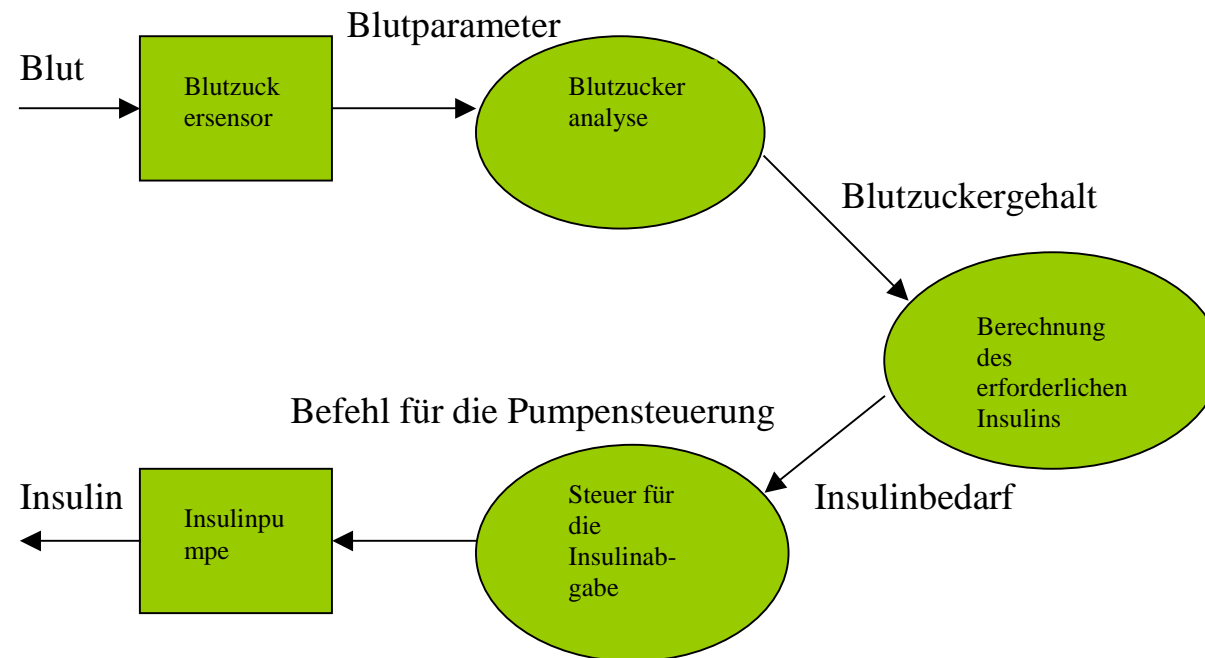 Blut
Blutzuck
ersensor
Blutparameter
Blutzucker
analyse
Blutzuckergehalt
Berechnung
des
erforderlichen
Insulins
Insulinbedarf
Befehl für die Pumpensteuerung
Steuer für
die
Insulinab-
gabe
Insulinpu
mpe
Insulin